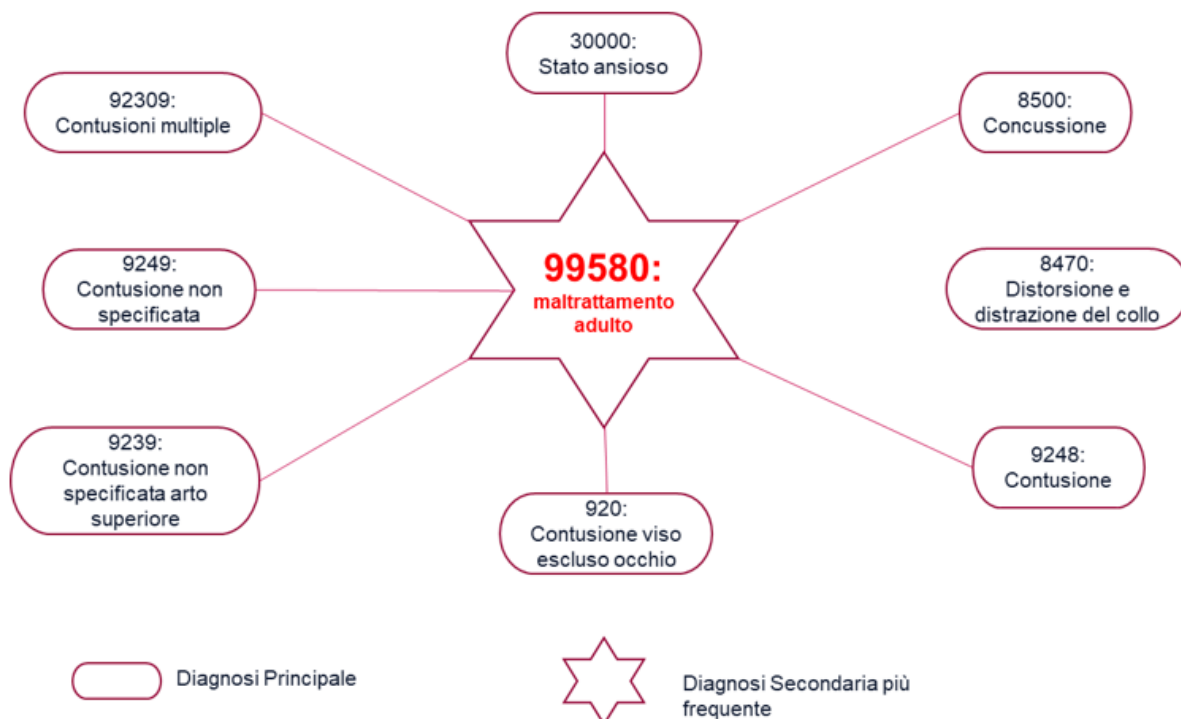 30000:
Stato ansioso
92309:
Contusioni multiple
8500:
Concussione
9249:
Contusione non
specificata
99580:
maltrattamento
adulto
8470:
Distorsione e
distrazione del collo
9239:
Contusione non
specificata arto
superiore
920:
Contusione viso
escluso occhio
9248:
Contusione
Diagnosi Principale
Diagnosi Secondaria più
frequente